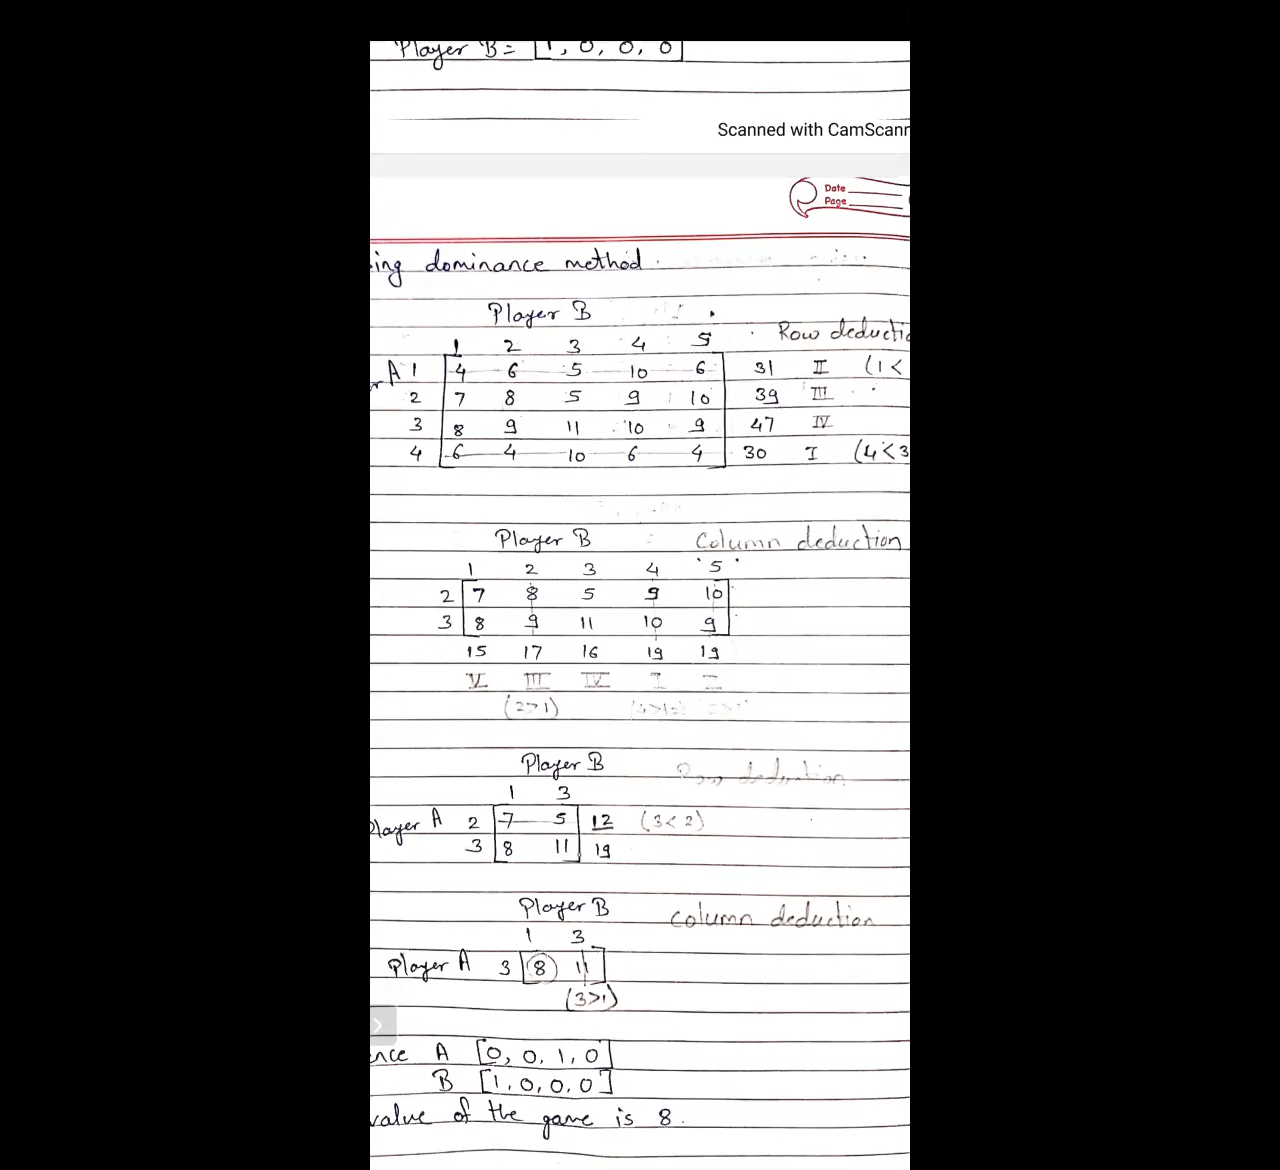 Player B = [1, 0, 0, 0]
Scanned with CamScann
Date
Page
ing dominance method.
Player B
1 2 3 4 5 Row deductio
A 1 4 6 5 10 6 31 II (1<
2 7 8 5 9 10 39 III
3 8 9 11 10 9 47 IV
4 6 4 10 6 4 30 I (4<3
Player B Column deduction
1 2 3 4 5
2 7 8 5 9 10
3 8 9 11 10 9
15 17 16 19 19
V III IV I I
(2>1)
Player B Row deduction
1 3
Player A 2 7 5 12 (3<2)
3 8 11 19
Player B Column deduction
1 3
Player A 3 8 11
(3>1)
ence A [0, 0, 1, 0]
B [1, 0, 0, 0]
value of the game is 8.